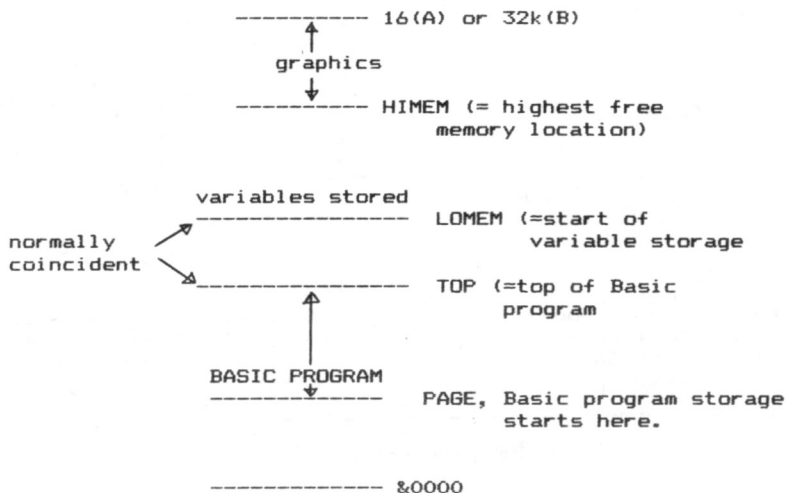 ---------- 16(A) or 32k(B)
graphics
---------- HIMEM (= highest free
memory location)
variables stored
---------------- LOMEM (=start of
variable storage
normally
coincident
---------------- TOP (=top of Basic
program
BASIC PROGRAM
--------------- PAGE, Basic program storage
starts here.
------------- &0000